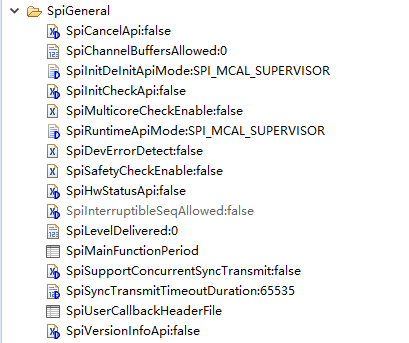 SpiGeneral
SpiCancelApi:false
SpiChannelBuffersAllowed:0
SpiInitDeInitApiMode:SPI_MCAL_SUPERVISOR
SpiInitCheckApi:false
SpiMulticoreCheckEnable:false
SpiRuntimeApiMode:SPI_MCAL_SUPERVISOR
SpiDevErrorDetect:false
SpiSafetyCheckEnable:false
SpiHwStatusApi:false
SpiInterruptibleSeqAllowed:false
SpiLevelDelivered:0
SpiMainFunctionPeriod
SpiSupportConcurrentSyncTransmit:false
SpiSyncTransmitTimeoutDuration:65535
SpiUserCallbackHeaderFile
SpiVersionInfoApi:false